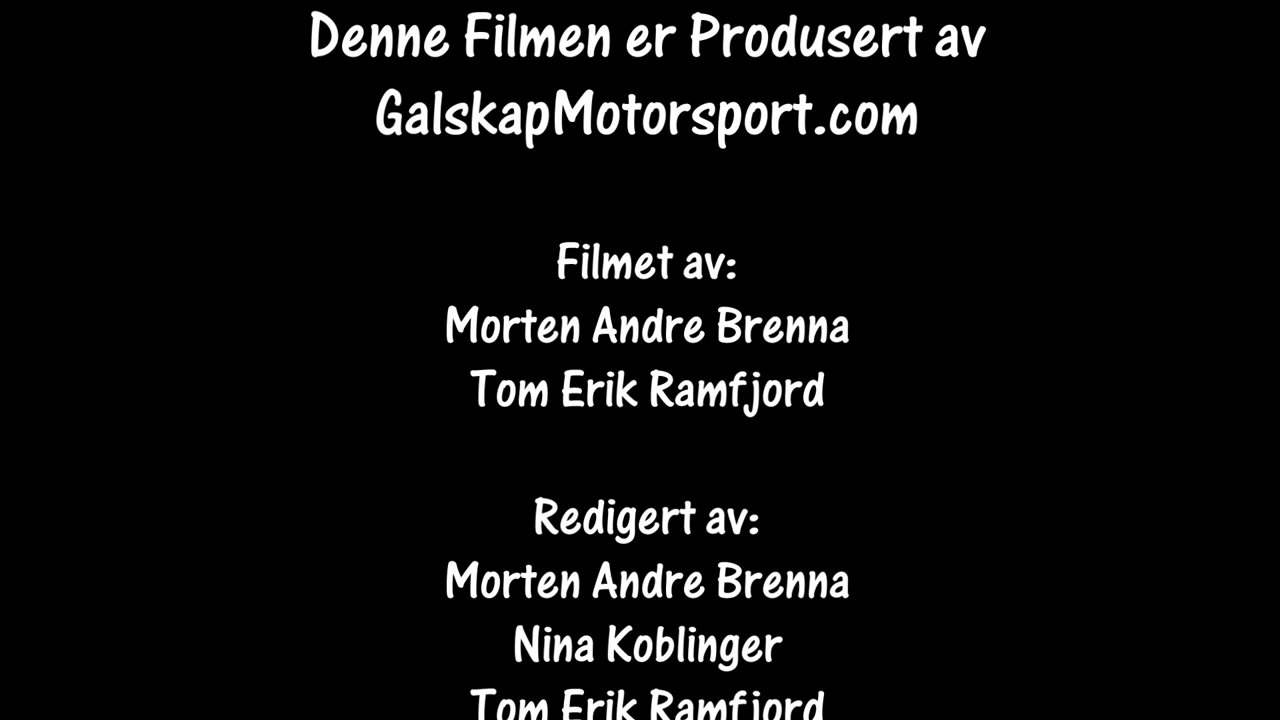 Denne Filmen er Produsert av
GalskapMotorsport.com
Filmet av:
Morten Andre Brenna
Tom Erik Ramfjord
Redigert av:
Morten Andre Brenna
Nina Koblinger
Tom Erik Ramfjord